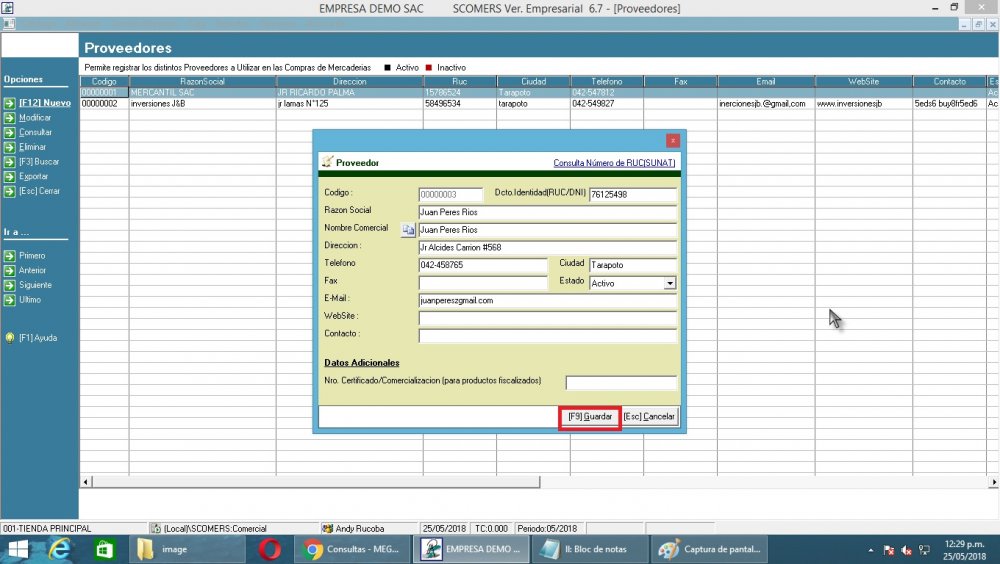 EMPRESA DEMO SAC SCOMERS Ver. Empresarial 6.7 - [Proveedores]
Proveedores
Permite registrar los distintos Proveedores a Utilizar en las Compras de Mercaderias Activo Inactivo
Opciones
[F12] Nuevo
Modificar
Consultar
Eliminar
[F3] Buscar
Exportar
[Esc] Cerrar
Ir a ...
Primero
Anterior
Siguiente
Ultimo
[F1] Ayuda
Codigo RazonSocial Direccion Ruc Ciudad Telefono Fax Email WebSite Contacto Es
00000001 MERCANTIL SAC JR RICARDO PALMA 15786524 Tarapoto 042-547812 Ac
00000002 inversiones J&B jr lamas N°125 58496534 tarapoto 042-549827 inercionesjb.@gmail.com www.inversionesjb 5eds6 buy8fr5ed6 Ac
Proveedor Consulta Número de RUC(SUNAT)
Codigo : 00000003 Dcto.Identidad(RUC/DNI) 76125498
Razon Social Juan Peres Rios
Nombre Comercial Juan Peres Rios
Direccion : Jr Alcides Carrion #568
Telefono 042-458765 Ciudad Tarapoto
Fax Estado Activo
E-Mail : juanpereszgmail.com
WebSite :
Contacto :
Datos Adicionales
Nro. Certificado/Comercializacion (para productos fiscalizados)
[F9] Guardar [Esc] Cancelar
001-TIENDA PRINCIPAL (Local)\SCOMERS:Comercial Andy Rucoba 25/05/2018 TC:0.000 Periodo:05/2018
image Consultas - MEG... EMPRESA DEMO ... II: Bloc de notas Captura de pantal...
12:29 p.m.
25/05/2018